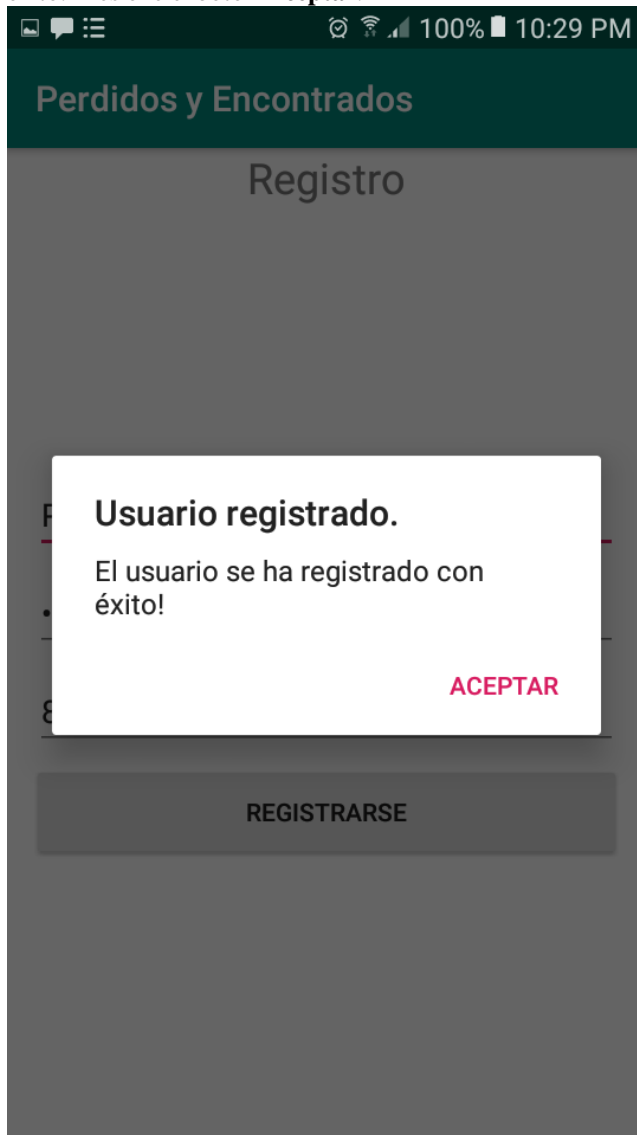 100% 10:29 PM
Perdidos y Encontrados
Registro
Usuario registrado.
El usuario se ha registrado con
éxito!
ACEPTAR
REGISTRARSE